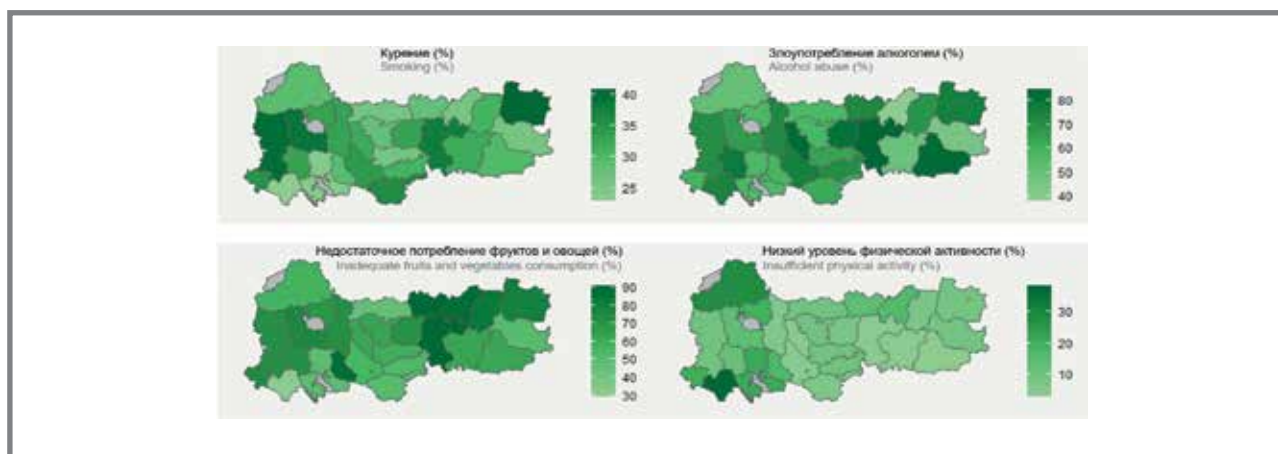 Курение (%)
Smoking (%)
40
35
30
25
Злоупотребление алкоголем (%)
Alcohol abuse (%)
80
70
60
50
40
Недостаточное потребление фруктов и овощей (%)
Inadequate fruits and vegetables consumption (%)
90
80
70
60
50
40
30
Низкий уровень физической активности (%)
Insufficient physical activity (%)
30
20
10